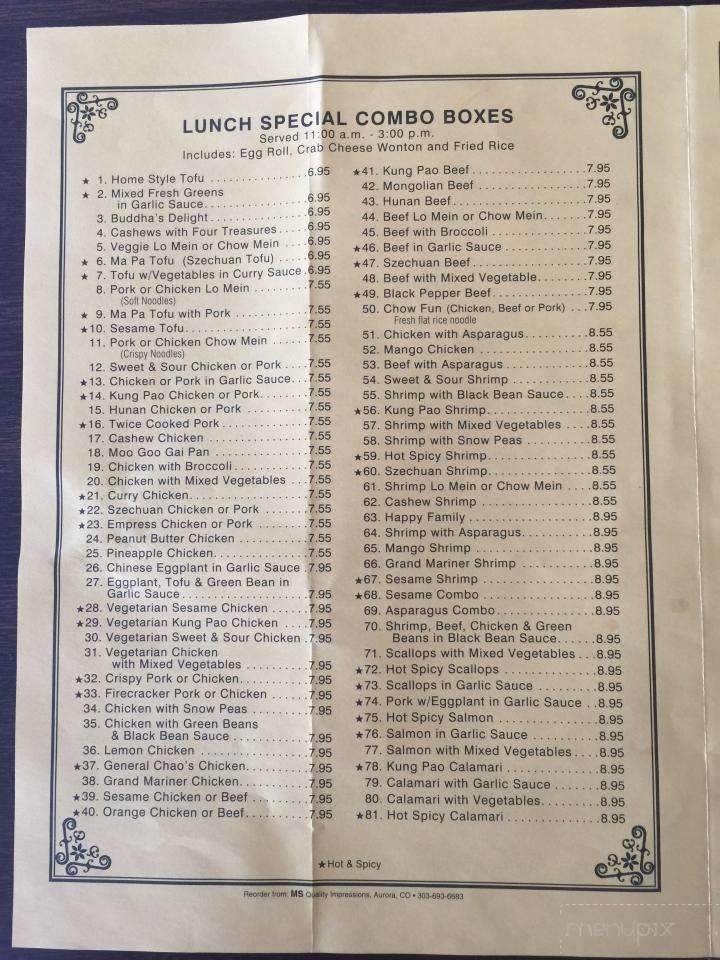 LUNCH SPECIAL COMBO BOXES
Served 11:00 a.m. - 3:00 p.m.
Includes: Egg Roll, Crab Cheese Wonton and Fried Rice
★ 1. Home Style Tofu ..................6.95
★ 2. Mixed Fresh Greens
in Garlic Sauce..................6.95
3. Buddha's Delight..................6.95
4. Cashews with Four Treasures.....6.95
5. Veggie Lo Mein or Chow Mein ....6.95
★ 6. Ma Pa Tofu (Szechuan Tofu) .....6.95
★ 7. Tofu w/Vegetables in Curry Sauce .6.95
8. Pork or Chicken Lo Mein .........7.55
(Soft Noodles)
★ 9. Ma Pa Tofu with Pork ............7.55
★10. Sesame Tofu....................7.55
11. Pork or Chicken Chow Mein ......7.55
(Crispy Noodles)
12. Sweet & Sour Chicken or Pork ....7.55
★13. Chicken or Pork in Garlic Sauce...7.55
★14. Kung Pao Chicken or Pork........7.55
15. Hunan Chicken or Pork ..........7.55
★16. Twice Cooked Pork..............7.55
17. Cashew Chicken ................7.55
18. Moo Goo Gai Pan ...............7.55
19. Chicken with Broccoli............7.55
20. Chicken with Mixed Vegetables ...7.55
★21. Curry Chicken..................7.55
★22. Szechuan Chicken or Pork .......7.55
★23. Empress Chicken or Pork ........7.55
24. Peanut Butter Chicken ...........7.55
25. Pineapple Chicken...............7.55
26. Chinese Eggplant in Garlic Sauce .7.95
27. Eggplant, Tofu & Green Bean in
Garlic Sauce....................7.95
★28. Vegetarian Sesame Chicken ......7.95
★29. Vegetarian Kung Pao Chicken ....7.95
30. Vegetarian Sweet & Sour Chicken .7.95
31. Vegetarian Chicken
with Mixed Vegetables ..........7.95
★32. Crispy Pork or Chicken..........7.95
★33. Firecracker Pork or Chicken ......7.95
34. Chicken with Snow Peas .........7.95
35. Chicken with Green Beans
& Black Bean Sauce ............7.95
36. Lemon Chicken .................7.95
★37. General Chao's Chicken..........7.95
38. Grand Mariner Chicken..........7.95
★39. Sesame Chicken or Beef .........7.95
★40. Orange Chicken or Beef..........7.95
★41. Kung Pao Beef..................7.95
42. Mongolian Beef .................7.95
43. Hunan Beef.....................7.95
44. Beef Lo Mein or Chow Mein.......7.95
45. Beef with Broccoli ...............7.95
★46. Beef in Garlic Sauce .............7.95
★47. Szechuan Beef..................7.95
48. Beef with Mixed Vegetable........7.95
★49. Black Pepper Beef...............7.95
50. Chow Fun (Chicken, Beef or Pork) ...7.95
Fresh flat rice noodle
51. Chicken with Asparagus..........8.55
52. Mango Chicken .................8.55
53. Beef with Asparagus.............8.55
54. Sweet & Sour Shrimp ............8.55
55. Shrimp with Black Bean Sauce....8.55
★56. Kung Pao Shrimp................8.55
57. Shrimp with Mixed Vegetables ....8.55
58. Shrimp with Snow Peas ..........8.55
★59. Hot Spicy Shrimp................8.55
★60. Szechuan Shrimp................8.55
61. Shrimp Lo Mein or Chow Mein ....8.55
62. Cashew Shrimp .................8.55
63. Happy Family ...................8.95
64. Shrimp with Asparagus...........8.95
65. Mango Shrimp ..................8.95
66. Grand Mariner Shrimp ...........8.95
★67. Sesame Shrimp .................8.95
★68. Sesame Combo .................8.95
69. Asparagus Combo...............8.95
70. Shrimp, Beef, Chicken & Green
Beans in Black Bean Sauce......8.95
71. Scallops with Mixed Vegetables ...8.95
★72. Hot Spicy Scallops ..............8.95
★73. Scallops in Garlic Sauce .........8.95
★74. Pork w/Eggplant in Garlic Sauce ..8.95
★75. Hot Spicy Salmon ...............8.95
★76. Salmon in Garlic Sauce ..........8.95
77. Salmon with Mixed Vegetables....8.95
★78. Kung Pao Calamari ..............8.95
79. Calamari with Garlic Sauce .......8.95
80. Calamari with Vegetables.........8.95
★81. Hot Spicy Calamari ..............8.95
★Hot & Spicy
Reorder from: MS Quality Impressions, Aurora, CO • 303-693-6683
menupix